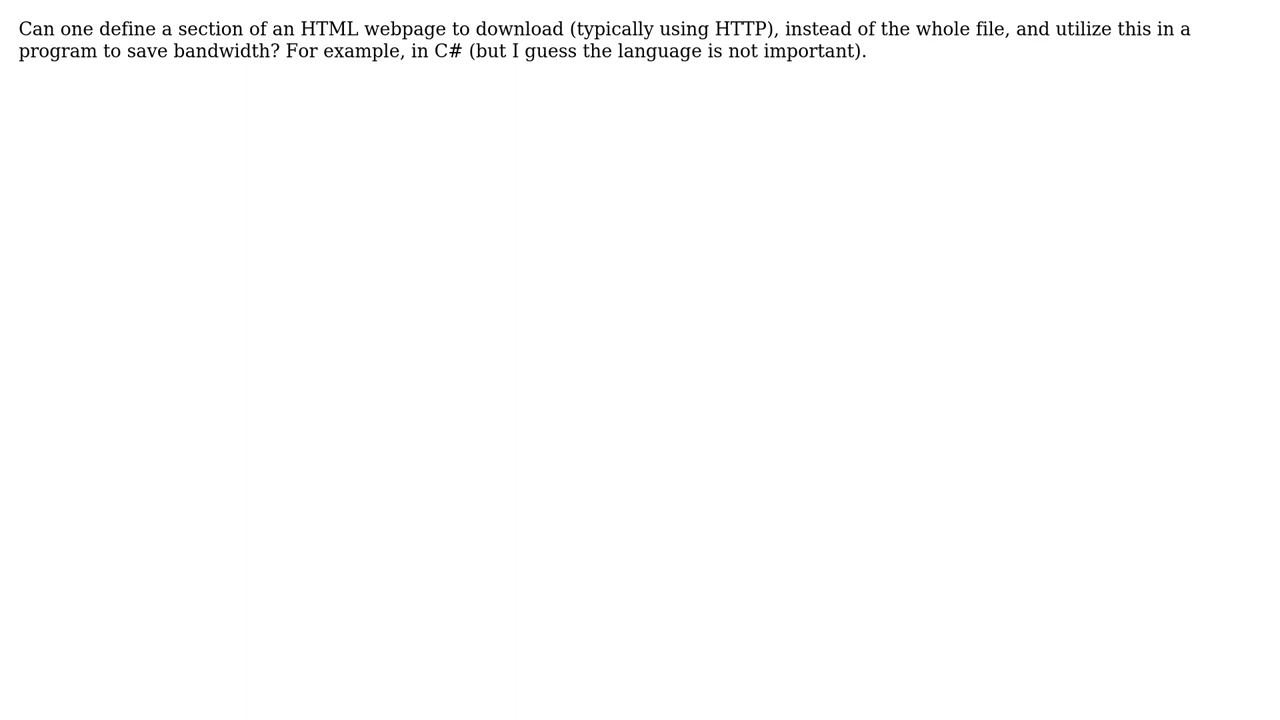 Can one define a section of an HTML webpage to download (typically using HTTP), instead of the whole file, and utilize this in a
program to save bandwidth? For example, in C# (but I guess the language is not important).